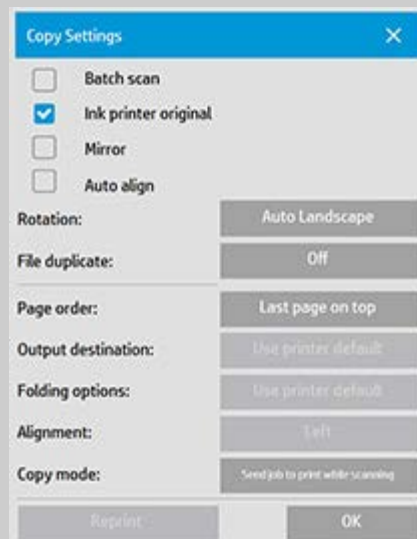 Copy Settings
Batch scan
Ink printer original
Mirror
Auto align
Rotation: Auto Landscape
File duplicate: Off
Page order: Last page on top
Output destination: Use printer default
Folding options: Use printer default
Alignment: Left
Copy mode: Send job to print while scanning
Reprint OK